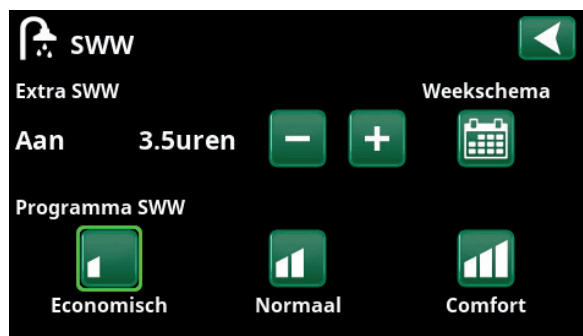 SWW
Extra SWW Weekschema
Aan 3.5uren − +
Programma SWW
Economisch Normaal Comfort